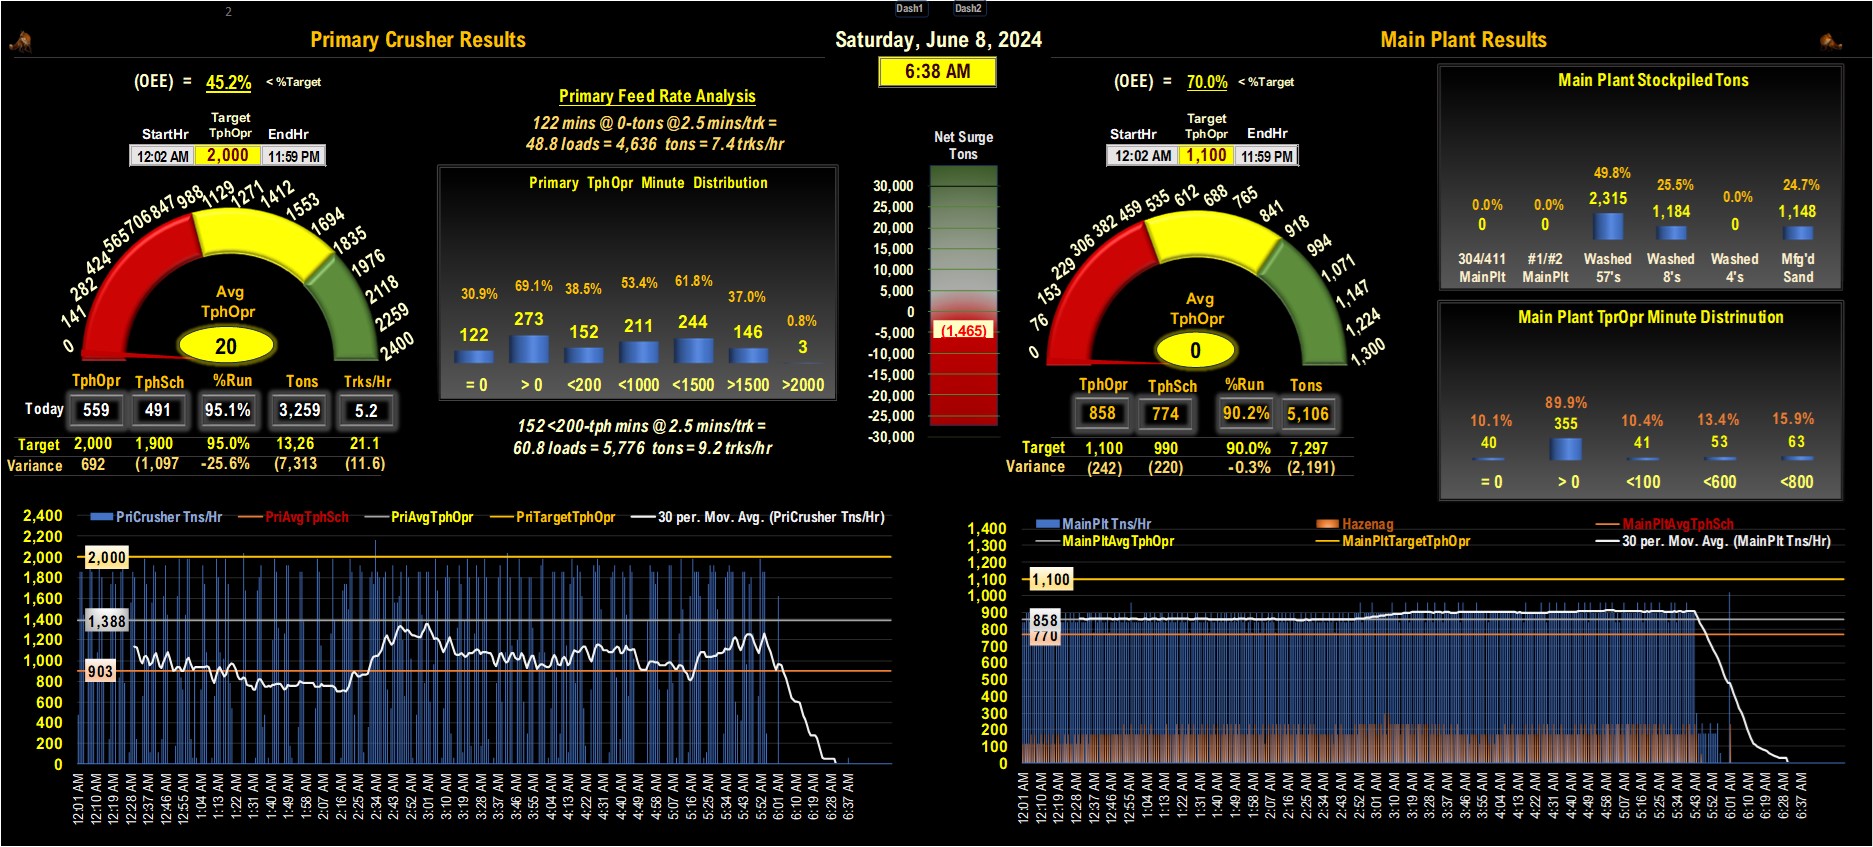 2
Dash1 Dash2
Primary Crusher Results
Saturday, June 8, 2024
Main Plant Results
6:38 AM
(OEE) = 45.2% < %Target
Primary Feed Rate Analysis
122 mins @ 0-tons @2.5 mins/trk =
48.8 loads = 4,636 tons = 7.4trks/hr
Target
StartHr TphOpr EndHr
12:02 AM 2,000 11:59 PM
0
141
282
424
565
706
847
988
1129
1271
1412
1553
1694
1835
1976
2118
2259
2400
Avg
TphOpr
20
TphOpr TphSch %Run Tons Trks/Hr
Today 559 491 95.1% 3,259 5.2
Target 2,000 1,900 95.0% 13,26 21.1
Variance 692 (1,097 -25.6% (7,313 (11.6)
Primary TphOpr Minute Distribution
30.9% 69.1% 38.5% 53.4% 61.8% 37.0% 0.8%
122 273 152 211 244 146 3
= 0 > 0 <200 <1000 <1500 >1500 >2000
152<200-tph mins @ 2.5 mins/trk =
60.8 loads = 5,776 tons = 9.2 trks/hr
Net Surge
Tons
30,000
25,000
20,000
15,000
10,000
5,000
0
-5,000
-10,000
-15,000
-20,000
-25,000
-30,000
(1,465)
(OEE) = 70.0% < %Target
Target
StartHr TphOpr EndHr
12:02 AM 1,100 11:59 PM
0
76
153
229
306
382
459
535
612
688
765
841
918
994
1,071
1,147
1,224
1,300
Avg
TphOpr
0
TphOpr TphSch %Run Tons
858 774 90.2% 5,106
Target 1,100 990 90.0% 7,297
Variance (242) (220) -0.3% (2,191)
Main Plant Stockpiled Tons
0.0% 0.0% 49.8% 25.5% 0.0% 24.7%
0 0 2,315 1,184 0 1,148
304/411 #1/#2 Washed Washed Washed Mfg'd
MainPlt MainPlt 57's 8's 4's Sand
Main Plant TprOpr Minute Distrinution
10.1% 89.9% 10.4% 13.4% 15.9%
40 355 41 53 63
= 0 > 0 <100 <600 <800
PriCrusher Tns/Hr PriAvgTphSch PriAvgTphOpr PriTargetTphOpr 30 per. Mov. Avg. (PriCrusher Tns/Hr)
2,400
2,200
2,000
1,800
1,600
1,400
1,200
1,000
800
600
400
200
0
2,000
1,388
903
12:01 AM 12:10 AM 12:19 AM 12:28 AM 12:37 AM 12:46 AM 12:55 AM 1:04 AM 1:13 AM 1:22 AM 1:31 AM 1:40 AM 1:49 AM 1:58 AM 2:07 AM 2:16 AM 2:25 AM 2:34 AM 2:43 AM 2:52 AM 3:01 AM 3:10 AM 3:19 AM 3:28 AM 3:37 AM 3:46 AM 3:55 AM 4:04 AM 4:13 AM 4:22 AM 4:31 AM 4:40 AM 4:49 AM 4:58 AM 5:07 AM 5:16 AM 5:25 AM 5:34 AM 5:43 AM 5:52 AM 6:01 AM 6:10 AM 6:19 AM 6:28 AM 6:37 AM
MainPlt Tns/Hr Hazenag MainPltAvgTphSch
MainPltAvgTphOpr MainPltTargetTphOpr 30 per. Mov. Avg. (MainPlt Tns/Hr)
1,400
1,300
1,200
1,100
1,000
900
800
700
600
500
400
300
200
100
0
1,100
858
770
12:01 AM 12:10 AM 12:19 AM 12:28 AM 12:37 AM 12:46 AM 12:55 AM 1:04 AM 1:13 AM 1:22 AM 1:31 AM 1:40 AM 1:49 AM 1:58 AM 2:07 AM 2:16 AM 2:25 AM 2:34 AM 2:43 AM 2:52 AM 3:01 AM 3:10 AM 3:19 AM 3:28 AM 3:37 AM 3:46 AM 3:55 AM 4:04 AM 4:13 AM 4:22 AM 4:31 AM 4:40 AM 4:49 AM 4:58 AM 5:07 AM 5:16 AM 5:25 AM 5:34 AM 5:43 AM 5:52 AM 6:01 AM 6:10 AM 6:19 AM 6:28 AM 6:37 AM